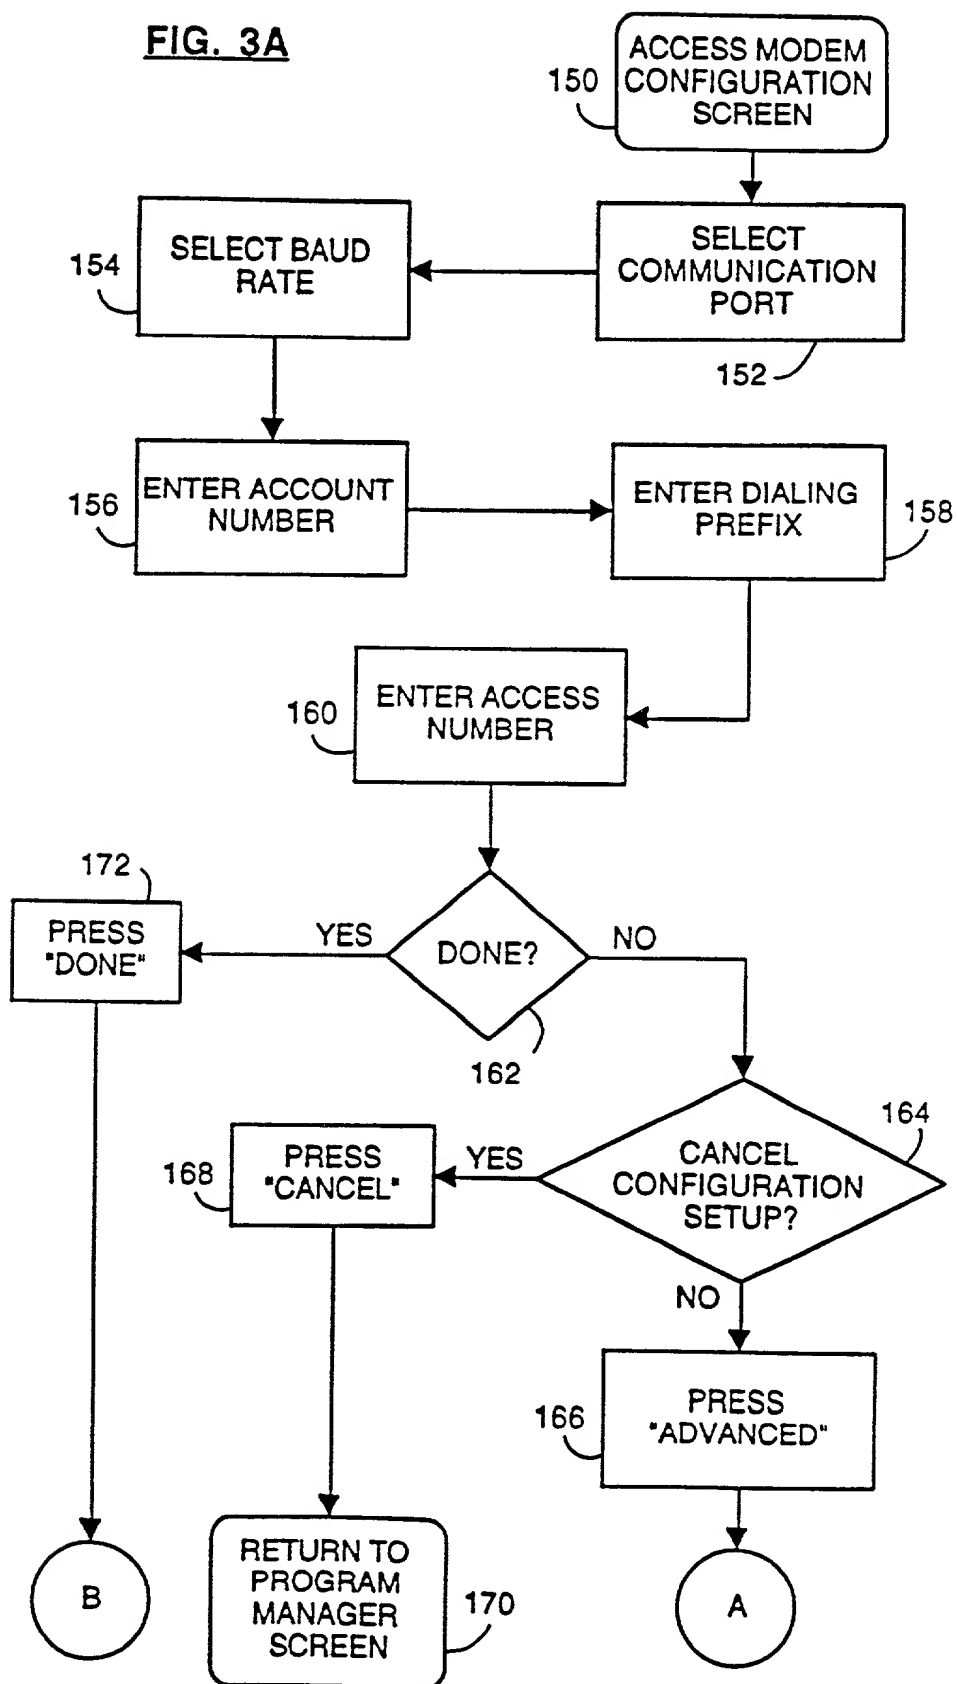 FIG. 3A
ACCESS MODEM
CONFIGURATION
SCREEN
150
SELECT
COMMUNICATION
PORT
152
SELECT BAUD
RATE
154
ENTER ACCOUNT
NUMBER
156
ENTER DIALING
PREFIX
158
ENTER ACCESS
NUMBER
160
DONE?
162
YES
NO
172
PRESS
"DONE"
CANCEL
CONFIGURATION
SETUP?
164
YES
NO
PRESS
"CANCEL"
168
PRESS
"ADVANCED"
166
B
RETURN TO
PROGRAM
MANAGER
SCREEN
170
A